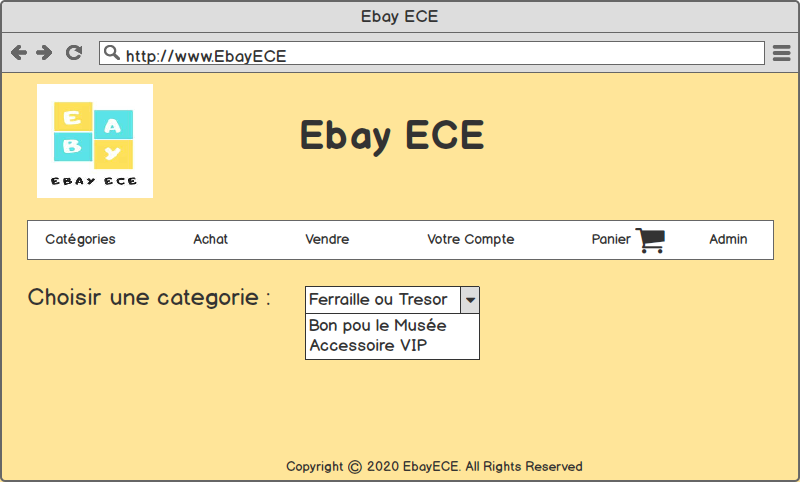 Ebay ECE
http://www.EbayECE
E
A
B
Y
EBAY ECE
Ebay ECE
Catégories Achat Vendre Votre Compte Panier Admin
Choisir une categorie : Ferraille ou Tresor
Bon pou le Musée
Accessoire VIP
Copyright © 2020 EbayECE. All Rights Reserved